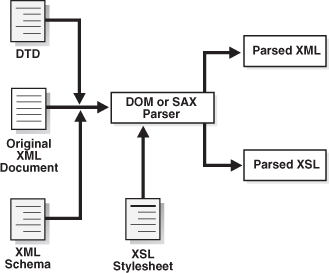 DTD
Original
XML
Document
XML
Schema
DOM or SAX
Parser
XSL
Stylesheet
Parsed XML
Parsed XSL